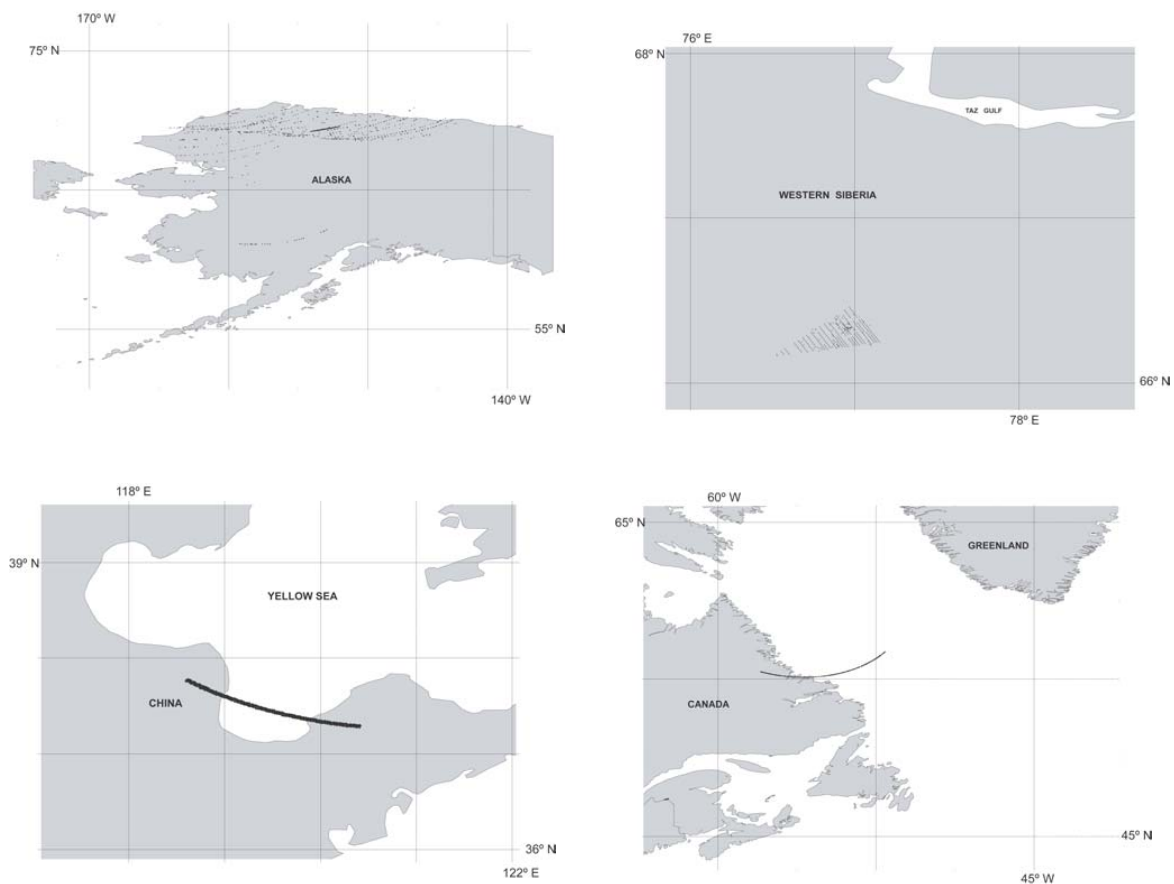 170º W
75º N
ALASKA
55º N
140º W
76º E
68º N
TAZ GULF
WESTERN SIBERIA
66º N
78º E
118º E
39º N
YELLOW SEA
CHINA
36º N
122º E
60º W
65º N
GREENLAND
CANADA
45º N
45º W